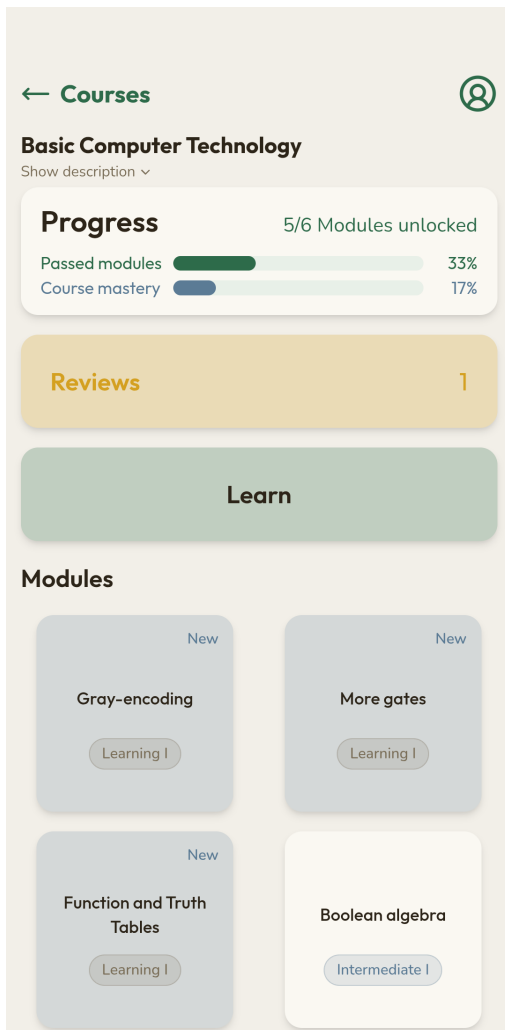 Courses
Basic Computer Technology
Show description
Progress
5/6 Modules unlocked
Passed modules 33%
Course mastery 17%
Reviews 1
Learn
Modules
New
Gray-encoding
Learning I
New
More gates
Learning I
New
Function and Truth
Tables
Learning I
Boolean algebra
Intermediate I